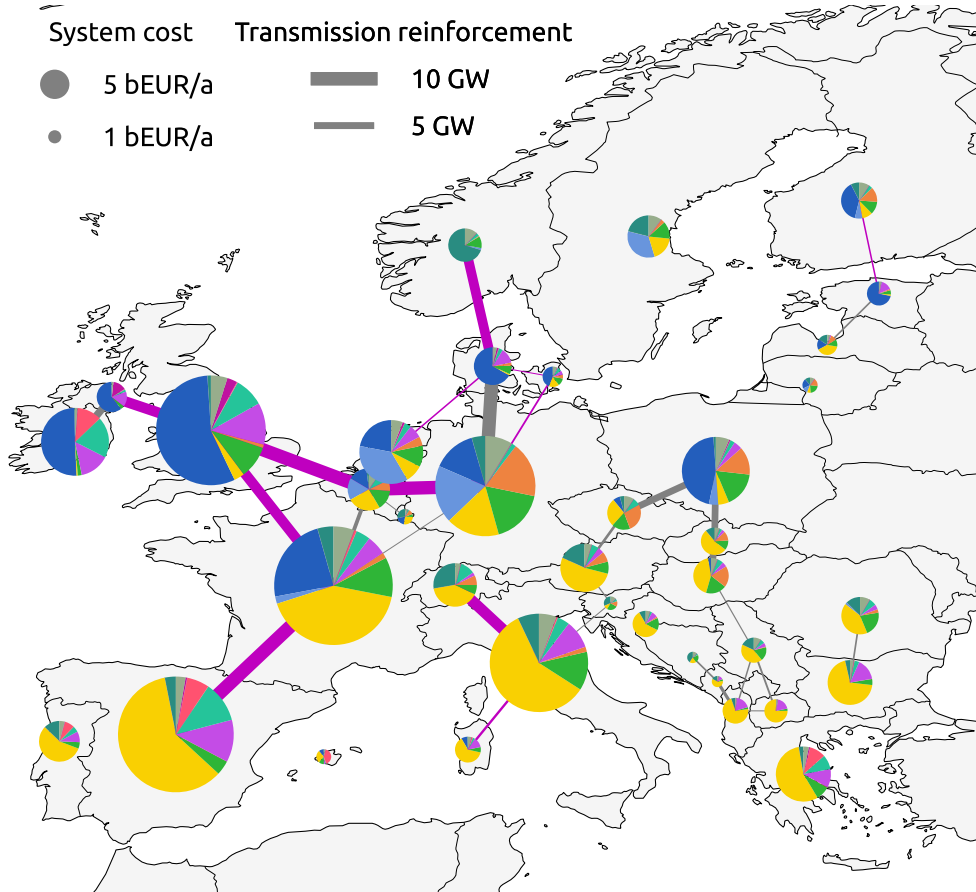 System cost
5 bEUR/a
1 bEUR/a
Transmission reinforcement
10 GW
5 GW